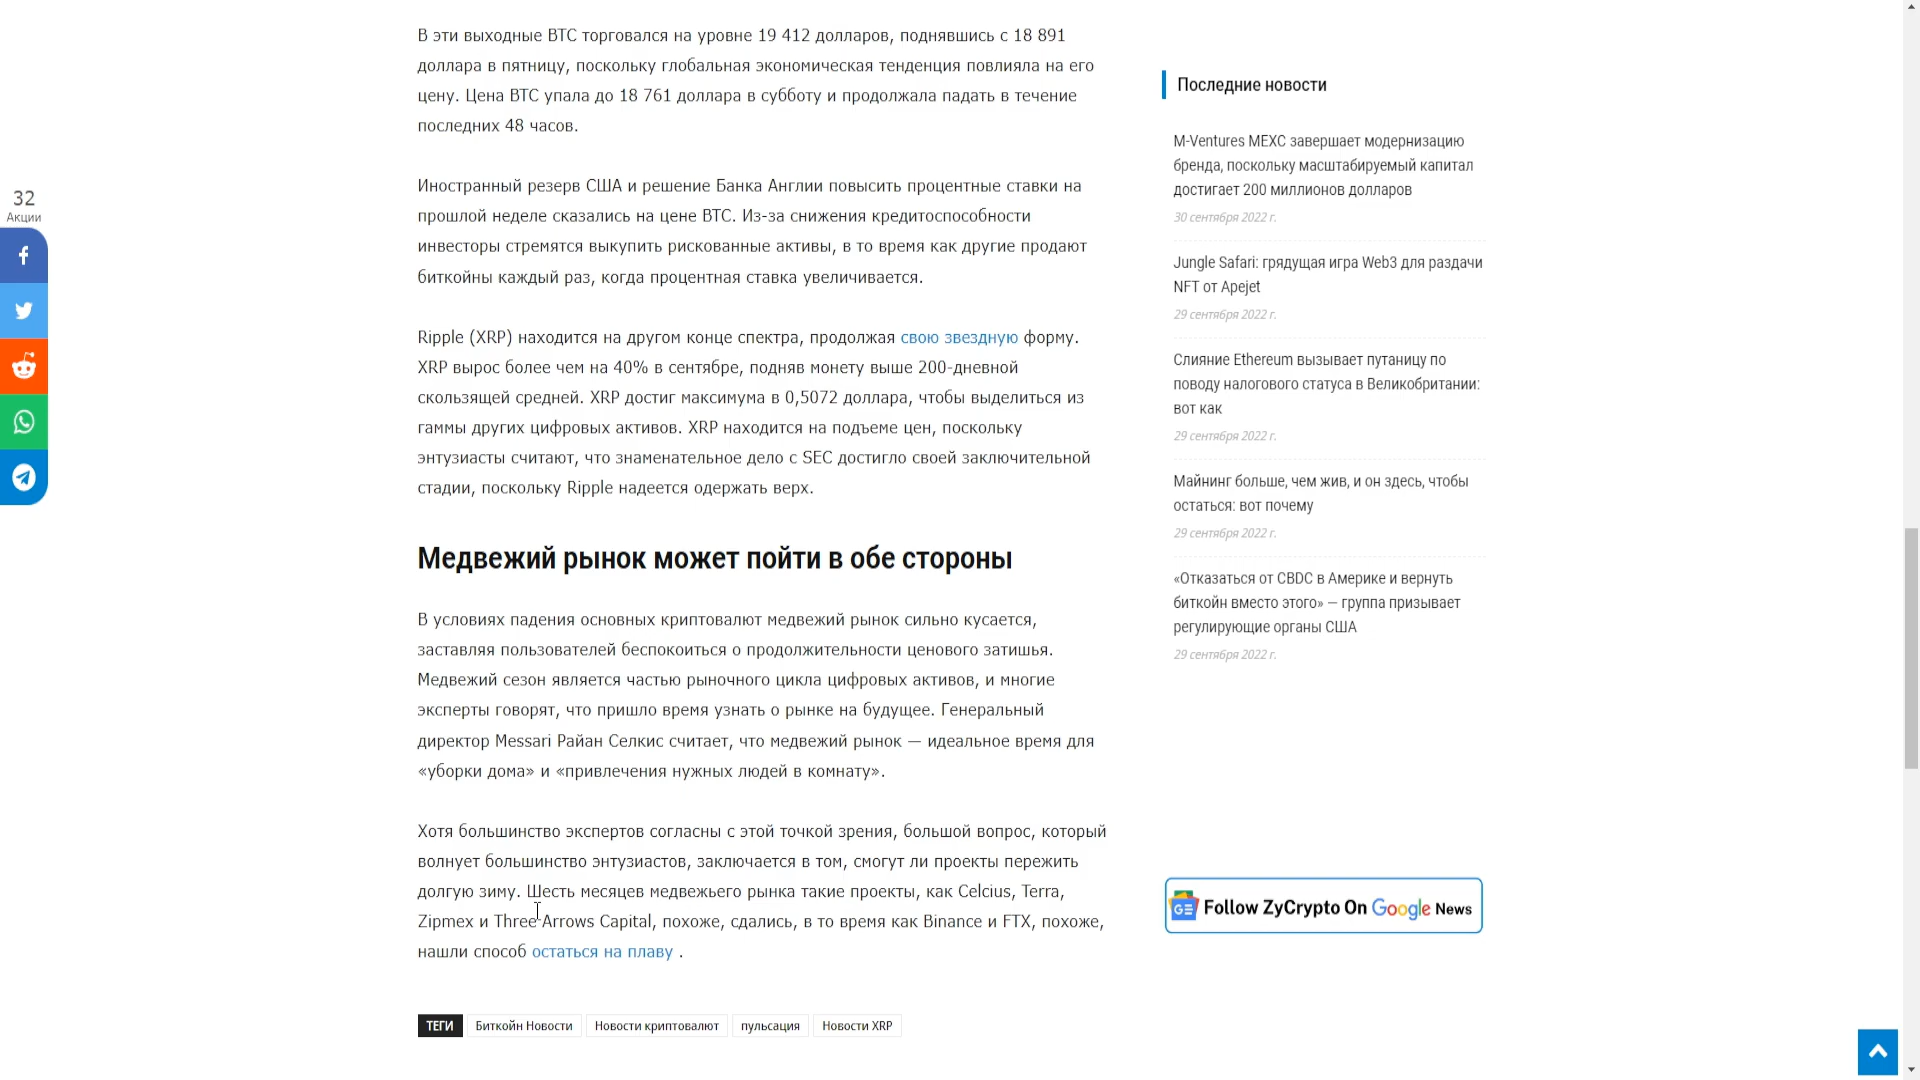 В эти выходные BTC торговался на уровне 19 412 долларов, поднявшись с 18 891
доллара в пятницу, поскольку глобальная экономическая тенденция повлияла на его
цену. Цена BTC упала до 18 761 доллара в субботу и продолжала падать в течение
последних 48 часов.
Иностранный резерв США и решение Банка Англии повысить процентные ставки на
прошлой неделе сказались на цене BTC. Из-за снижения кредитоспособности
инвесторы стремятся выкупить рискованные активы, в то время как другие продают
биткойны каждый раз, когда процентная ставка увеличивается.
Ripple (XRP) находится на другом конце спектра, продолжая свою звездную форму.
XRP вырос более чем на 40% в сентябре, подняв монету выше 200-дневной
скользящей средней. XRP достиг максимума в 0,5072 доллара, чтобы выделиться из
гаммы других цифровых активов. XRP находится на подъеме цен, поскольку
энтузиасты считают, что знаменательное дело с SEC достигло своей заключительной
стадии, поскольку Ripple надеется одержать верх.
Медвежий рынок может пойти в обе стороны
В условиях падения основных криптовалют медвежий рынок сильно кусается,
заставляя пользователей беспокоиться о продолжительности ценового затишья.
Медвежий сезон является частью рыночного цикла цифровых активов, и многие
эксперты говорят, что пришло время узнать о рынке на будущее. Генеральный
директор Messari Райан Селкис считает, что медвежий рынок — идеальное время для
«уборки дома» и «привлечения нужных людей в комнату».
Хотя большинство экспертов согласны с этой точкой зрения, большой вопрос, который
волнует большинство энтузиастов, заключается в том, смогут ли проекты пережить
долгую зиму. Шесть месяцев медвежьего рынка такие проекты, как Celcius, Terra,
Zipmex и Three Arrows Capital, похоже, сдались, в то время как Binance и FTX, похоже,
нашли способ остаться на плаву .
ТЕГИ Биткойн Новости Новости криптовалют пульсация Новости XRP
32
Акции
Последние новости
M-Ventures MEXC завершает модернизацию
бренда, поскольку масштабируемый капитал
достигает 200 миллионов долларов
30 сентября 2022 г.
Jungle Safari: грядущая игра Web3 для раздачи
NFT от Apejet
29 сентября 2022 г.
Слияние Ethereum вызывает путаницу по
поводу налогового статуса в Великобритании:
вот как
29 сентября 2022 г.
Майнинг больше, чем жив, и он здесь, чтобы
остаться: вот почему
29 сентября 2022 г.
«Отказаться от CBDC в Америке и вернуть
биткойн вместо этого» — группа призывает
регулирующие органы США
29 сентября 2022 г.
Follow ZyCrypto On Google News